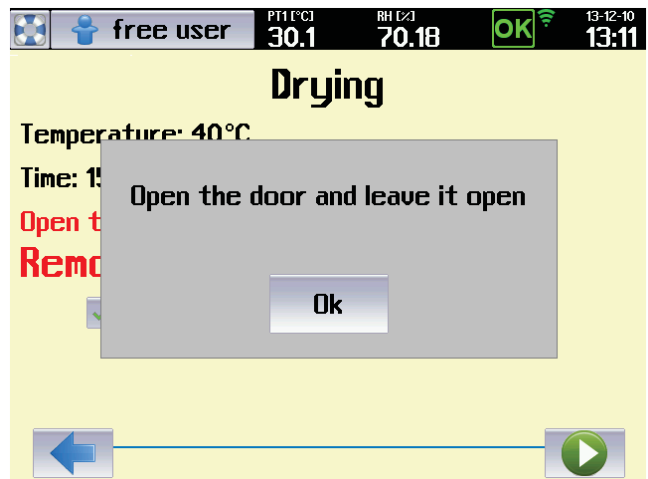 free user
PT1 [°C]
30.1
RH [%]
70.18
OK
13-12-10
13:11
Drying
Temperature: 40°C
Time:
Open
Open the door and leave it open
Ok